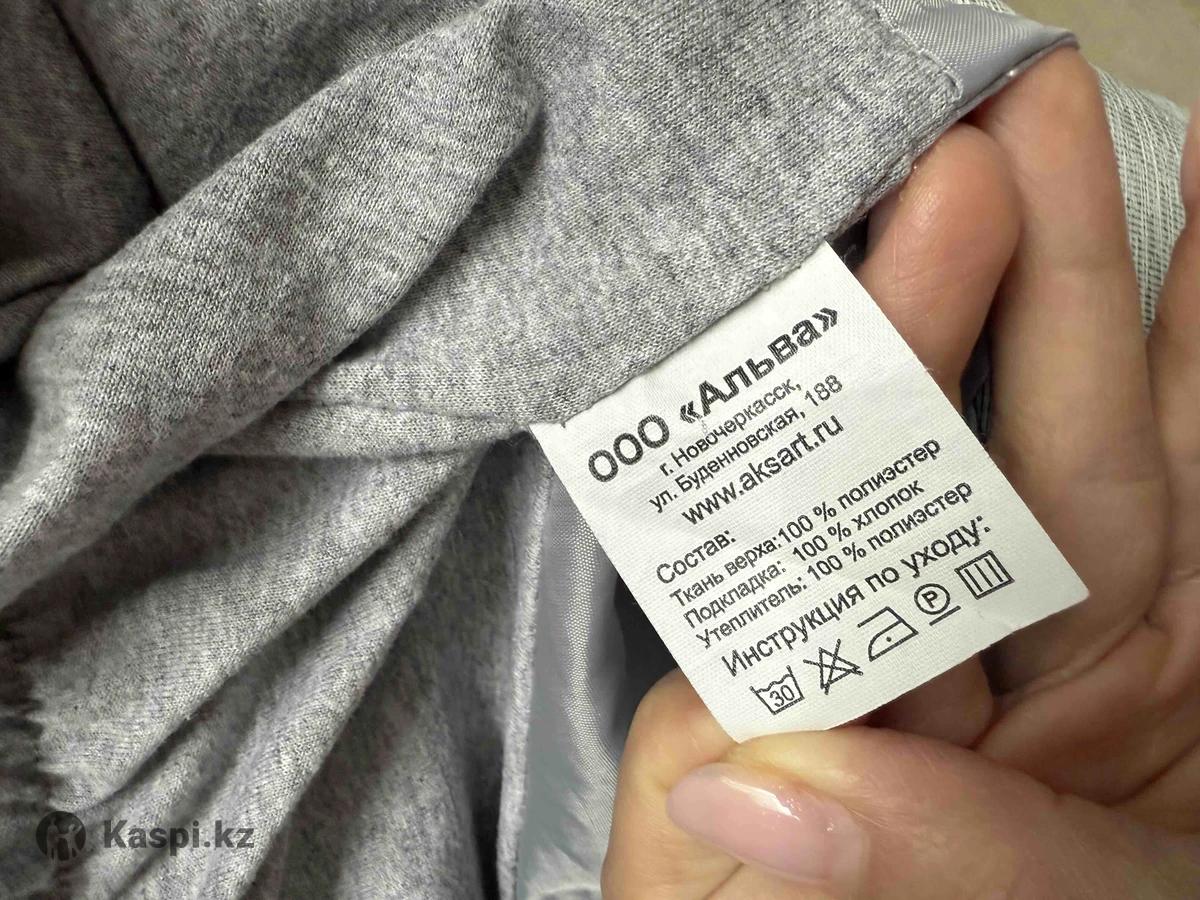 ООО «Альва»
г. Новочеркасск,
ул. Буденновская, 188
www.aksart.ru
Состав:
Ткань верха:100 % полиэстер
Подкладка: 100 % хлопок
Утеплитель: 100 % полиэстер
Инструкция по уходу:
30
P
Kaspi.kz